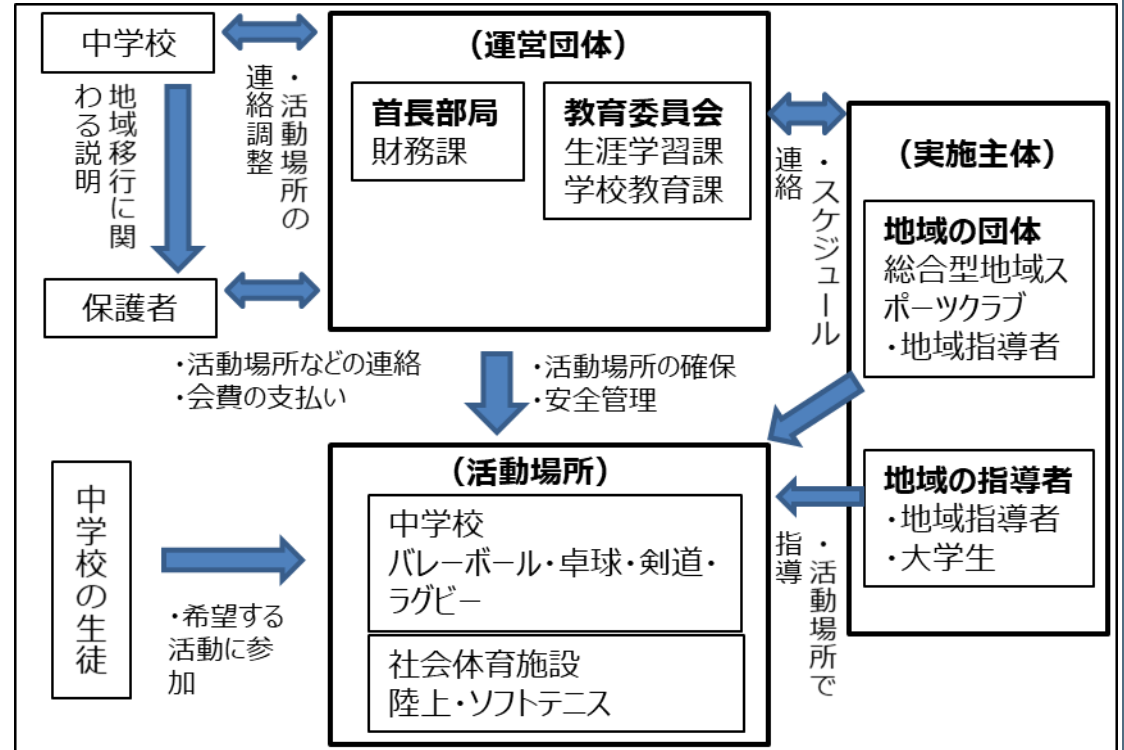 中学校
地域移行に関
わる説明
・活動場所の
連絡調整
保護者
・活動場所などの連絡
・会費の支払い
（運営団体）
首長部局
財務課
教育委員会
生涯学習課
学校教育課
・スケジュール
連絡
（実施主体）
地域の団体
総合型地域ス
ポーツクラブ
・地域指導者
地域の指導者
・地域指導者
・大学生
・活動場所で
指導
・活動場所の確保
・安全管理
（活動場所）
中学校
バレーボール・卓球・剣道・
ラグビー
社会体育施設
陸上・ソフトテニス
中学校の生徒
・希望する
活動に参
加